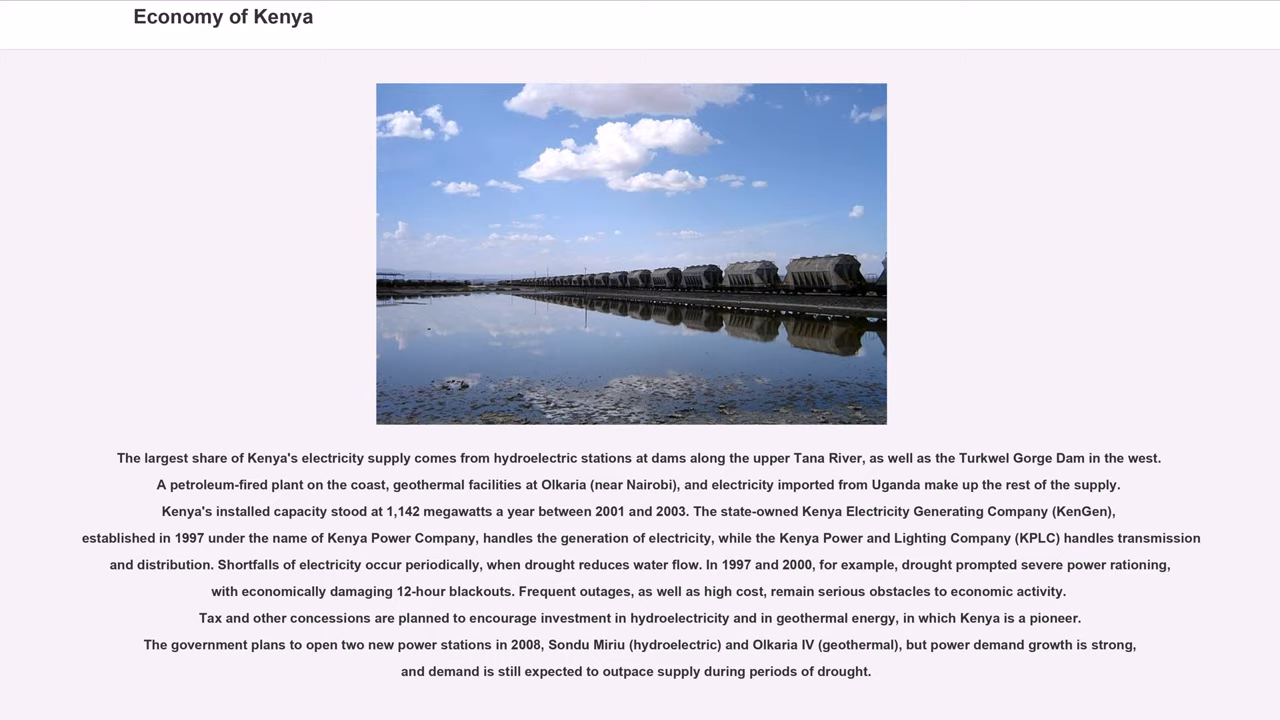 Economy of Kenya
The largest share of Kenya's electricity supply comes from hydroelectric stations at dams along the upper Tana River, as well as the Turkwel Gorge Dam in the west.
A petroleum-fired plant on the coast, geothermal facilities at Olkaria (near Nairobi), and electricity imported from Uganda make up the rest of the supply.
Kenya's installed capacity stood at 1,142 megawatts a year between 2001 and 2003. The state-owned Kenya Electricity Generating Company (KenGen),
established in 1997 under the name of Kenya Power Company, handles the generation of electricity, while the Kenya Power and Lighting Company (KPLC) handles transmission
and distribution. Shortfalls of electricity occur periodically, when drought reduces water flow. In 1997 and 2000, for example, drought prompted severe power rationing,
with economically damaging 12-hour blackouts. Frequent outages, as well as high cost, remain serious obstacles to economic activity.
Tax and other concessions are planned to encourage investment in hydroelectricity and in geothermal energy, in which Kenya is a pioneer.
The government plans to open two new power stations in 2008, Sondu Miriu (hydroelectric) and Olkaria IV (geothermal), but power demand growth is strong,
and demand is still expected to outpace supply during periods of drought.